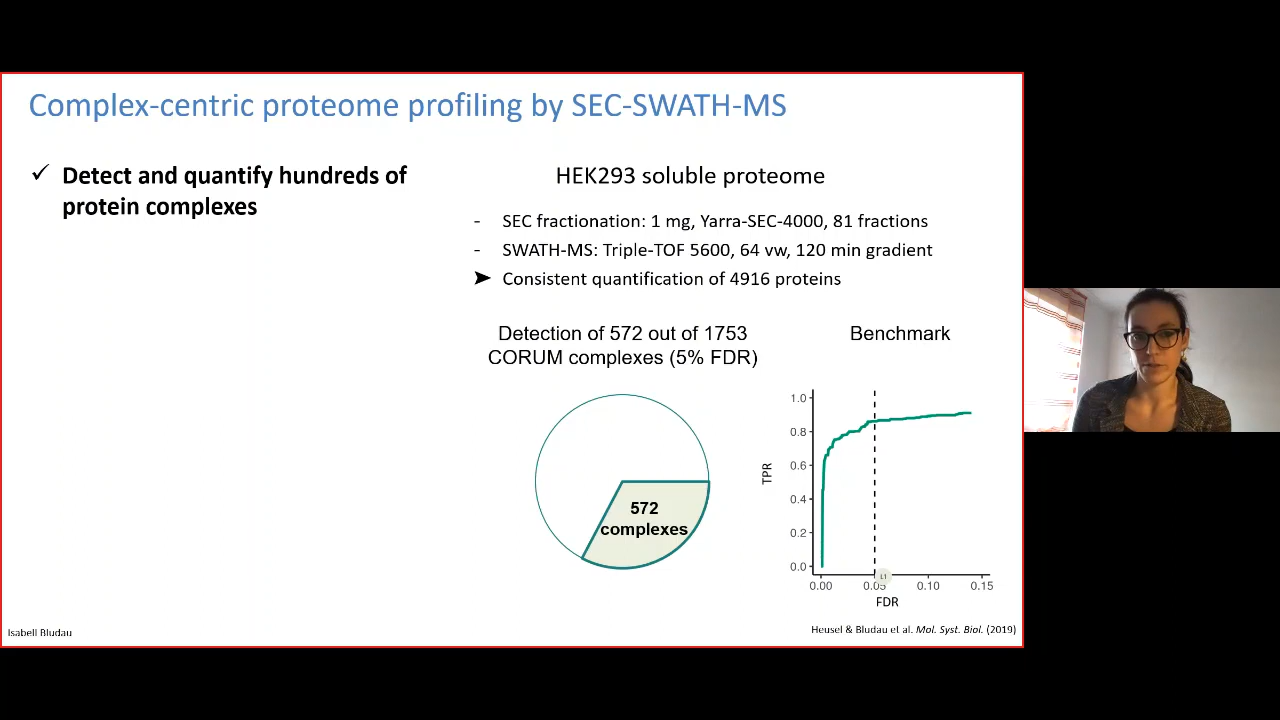 Complex-centric proteome profiling by SEC-SWATH-MS
✓ Detect and quantify hundreds of
protein complexes
HEK293 soluble proteome
- SEC fractionation: 1 mg, Yarra-SEC-4000, 81 fractions
- SWATH-MS: Triple-TOF 5600, 64 vw, 120 min gradient
➤ Consistent quantification of 4916 proteins
Detection of 572 out of 1753
CORUM complexes (5% FDR)
572
complexes
Benchmark
TPR
1.0
0.8
0.6
0.4
0.2
0.0
0.00 0.05 0.10 0.15
FDR
Isabell Bludau
Heusel & Bludau et al. Mol. Syst. Biol. (2019)